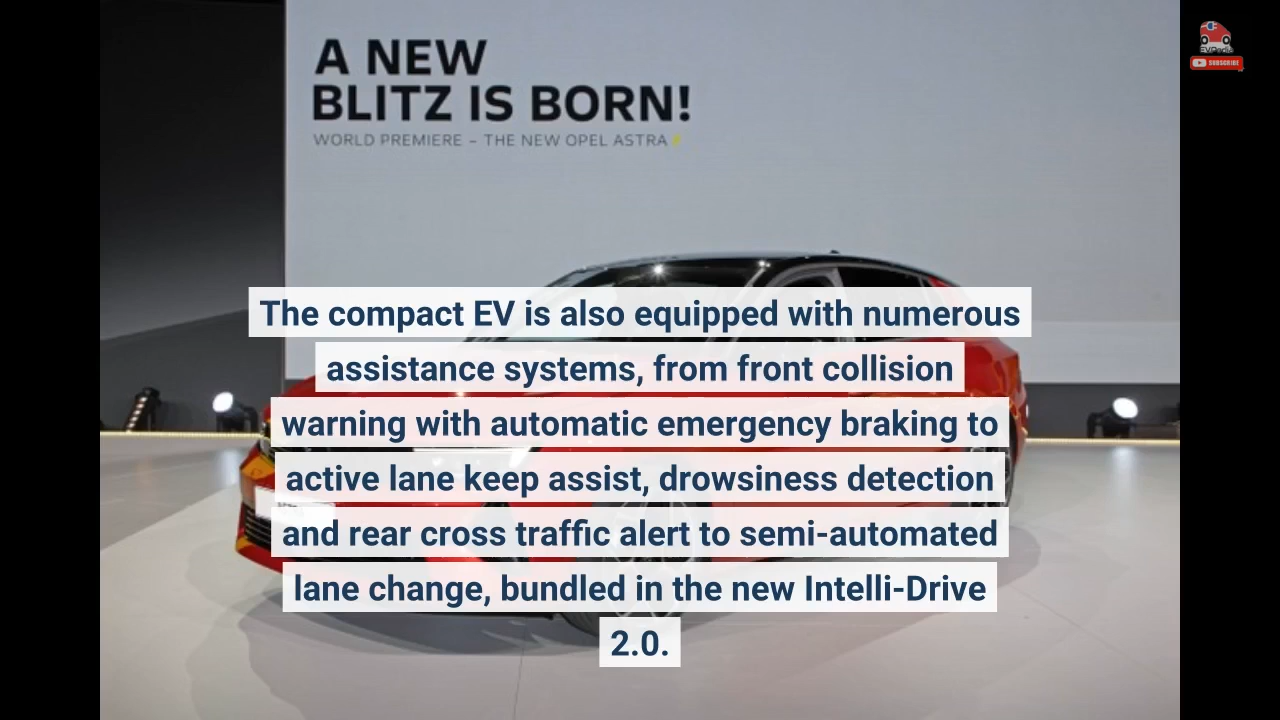 A NEW
BLITZ IS BORN!
WORLD PREMIERE – THE NEW OPEL ASTRA
EVPedia
SUBSCRIBE
The compact EV is also equipped with numerous
assistance systems, from front collision
warning with automatic emergency braking to
active lane keep assist, drowsiness detection
and rear cross traffic alert to semi-automated
lane change, bundled in the new Intelli-Drive
2.0.